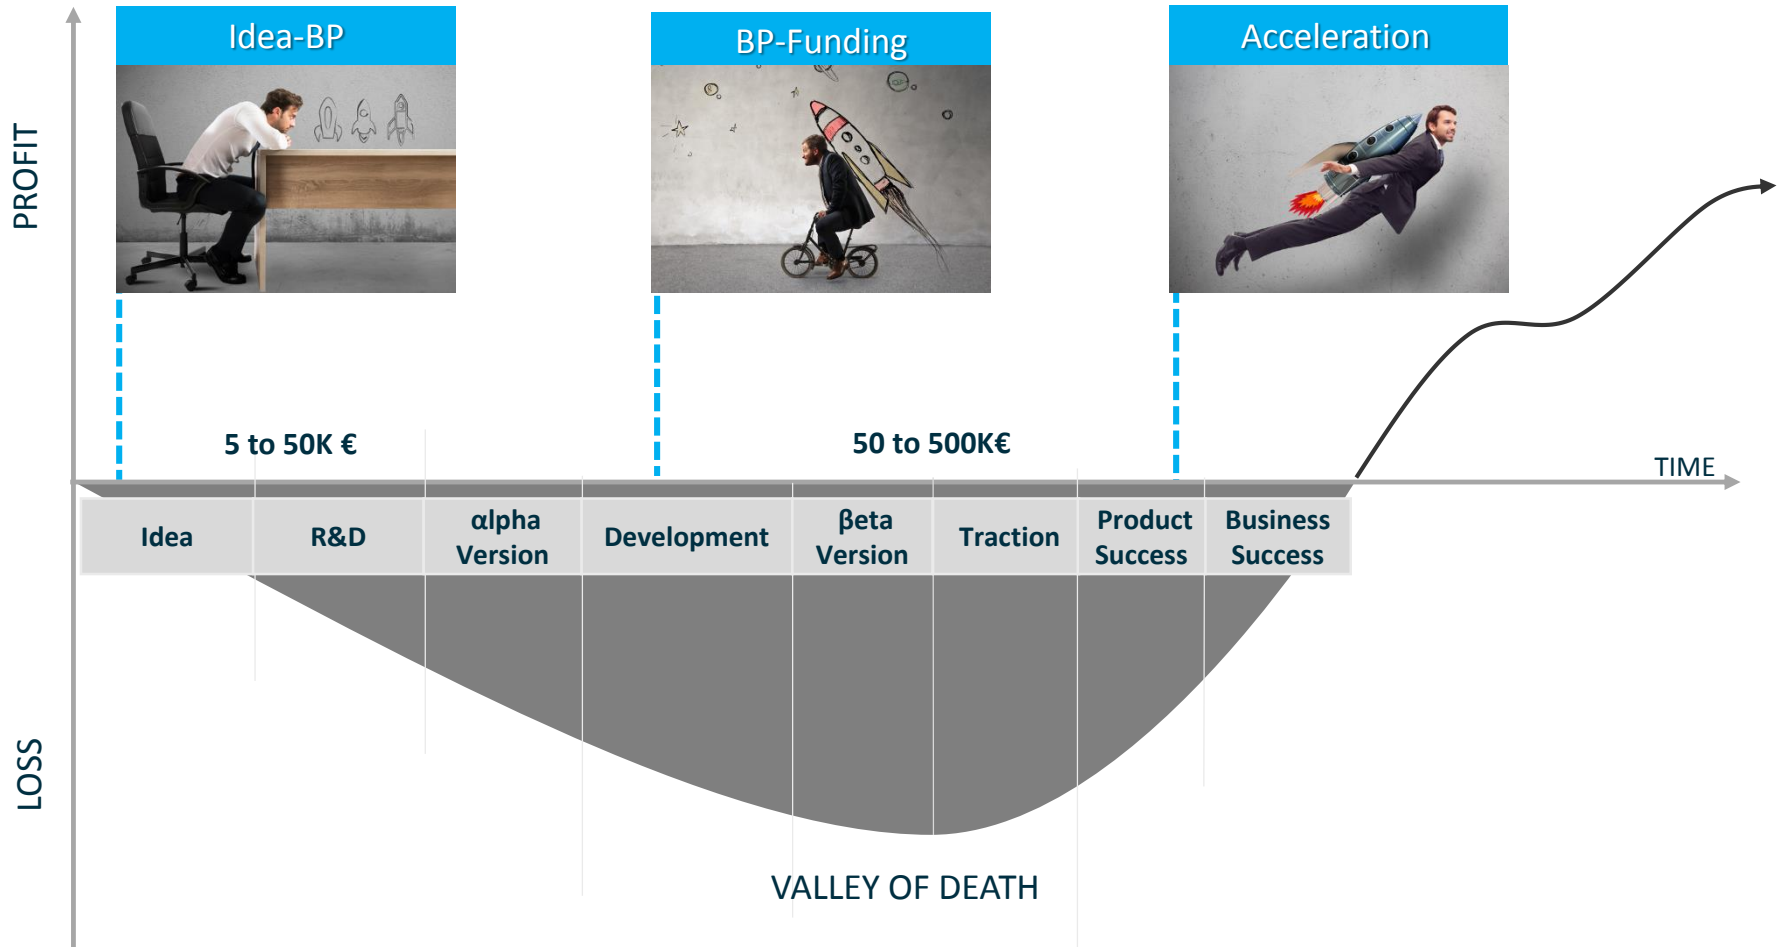 Idea-BP
BP-Funding
Acceleration
PROFIT
5 to 50K €
50 to 500K€
TIME
Idea
R&D
αlpha
Version
Development
βeta
Version
Traction
Product
Success
Business
Success
LOSS
VALLEY OF DEATH